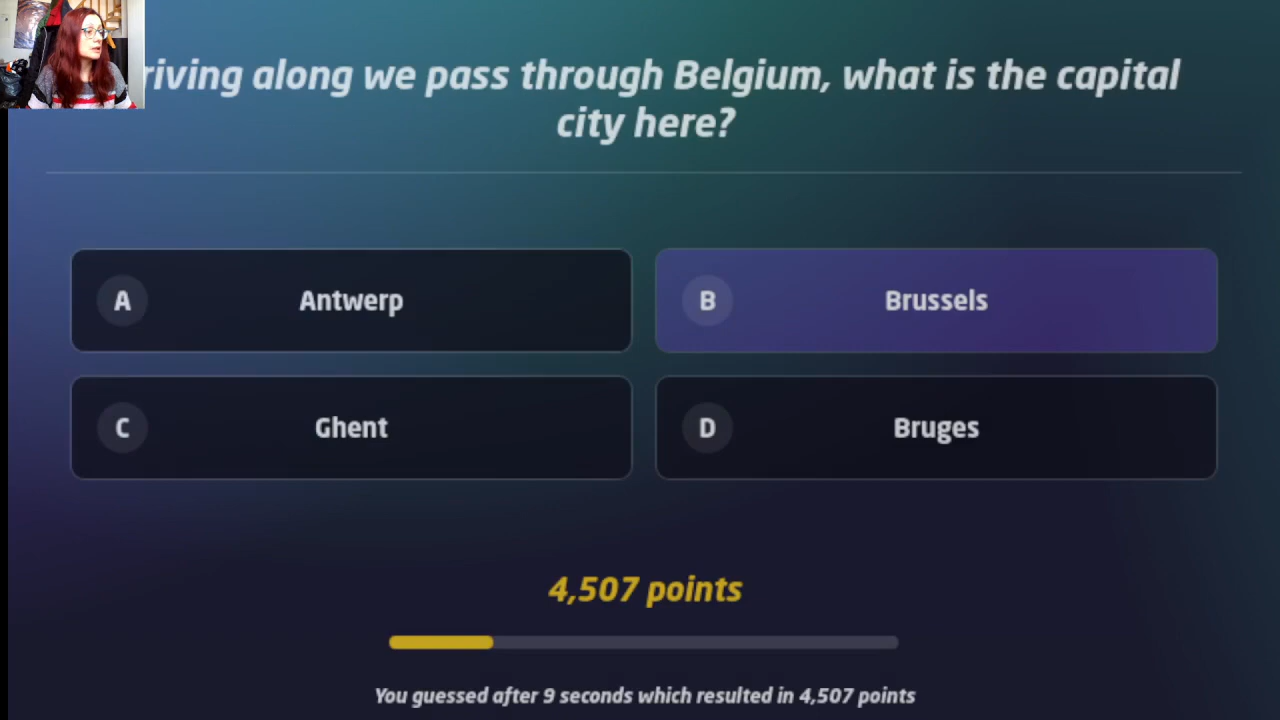 riving along we pass through Belgium, what is the capital
city here?
A Antwerp
B Brussels
C Ghent
D Bruges
4,507 points
You guessed after 9 seconds which resulted in 4,507 points